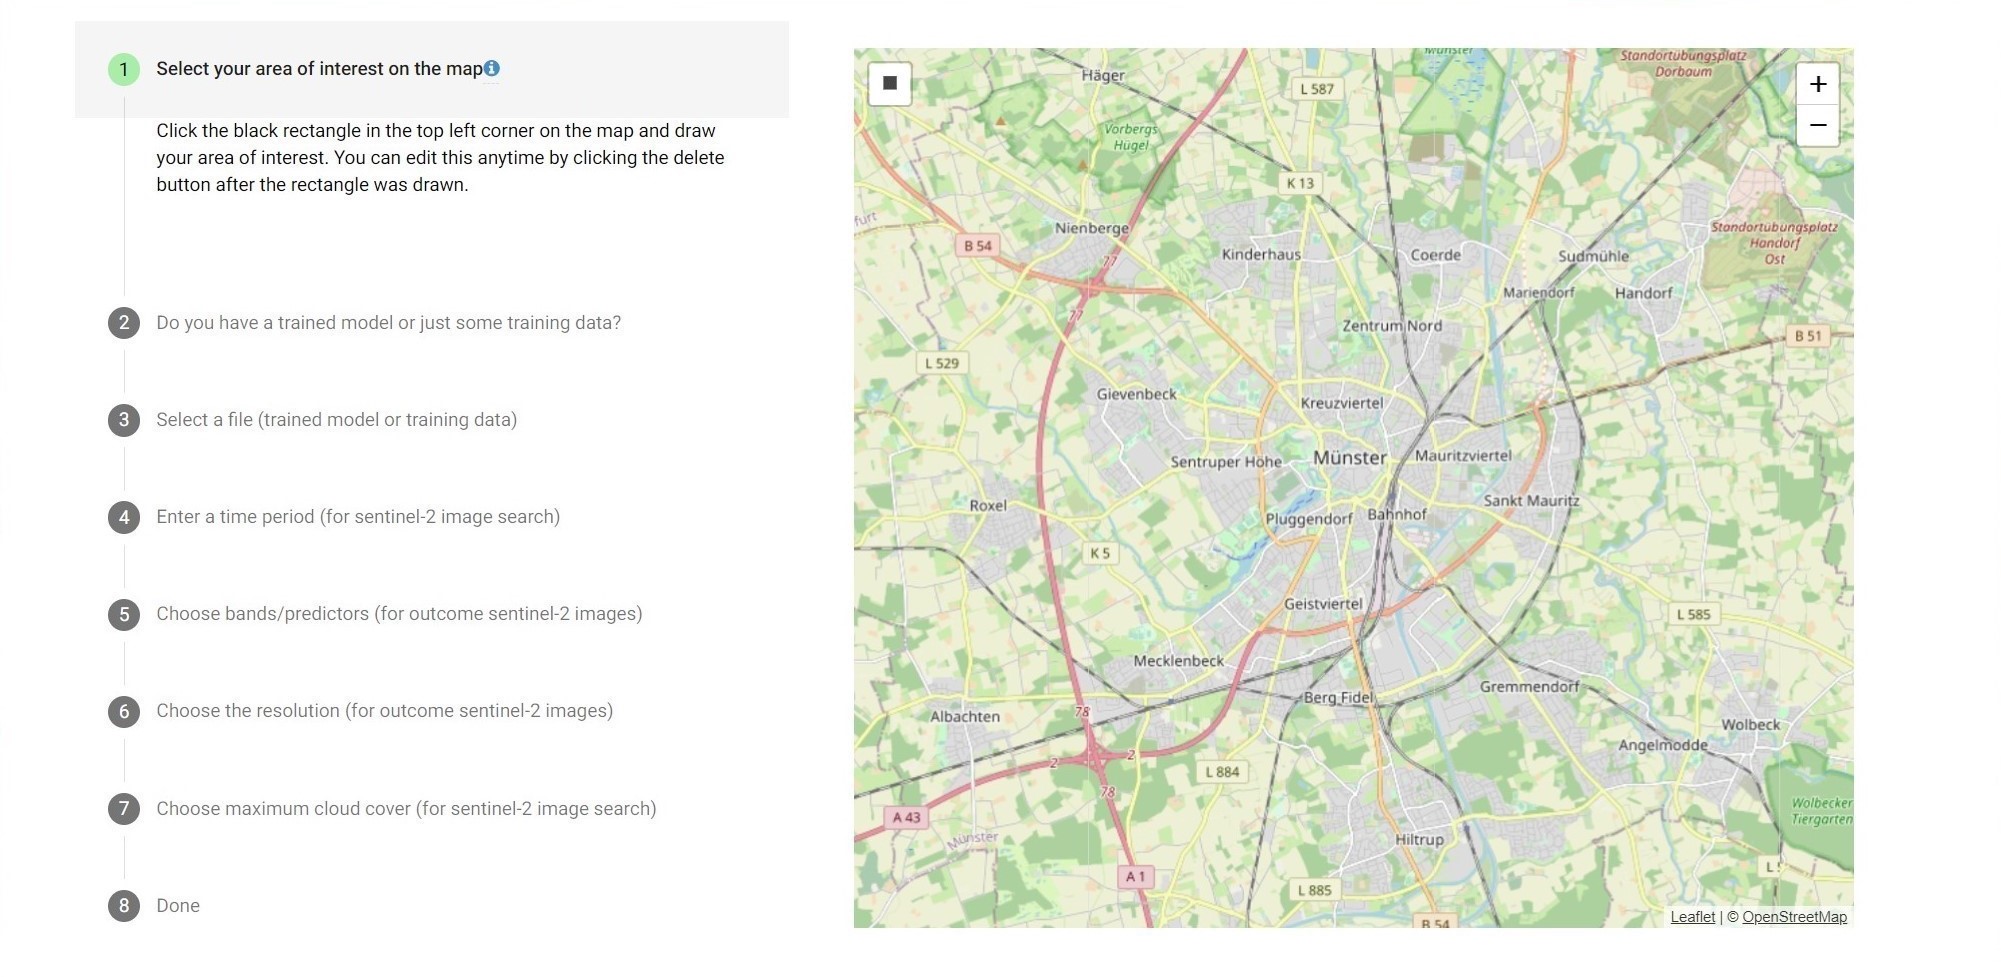 1 Select your area of interest on the map
Click the black rectangle in the top left corner on the map and draw
your area of interest. You can edit this anytime by clicking the delete
button after the rectangle was drawn.
2 Do you have a trained model or just some training data?
3 Select a file (trained model or training data)
4 Enter a time period (for sentinel-2 image search)
5 Choose bands/predictors (for outcome sentinel-2 images)
6 Choose the resolution (for outcome sentinel-2 images)
7 Choose maximum cloud cover (for sentinel-2 image search)
8 Done
+
−
Münster
Standortübungsplatz
Dorbaum
Häger
L 587
Vorbergs
Hügel
K 13
furt
Nienberge
B 54
77
Kinderhaus
Coerde
Sudmühle
Standortübungsplatz
Handorf
Ost
Mariendorf
Handorf
77
Zentrum Nord
B 51
L 529
Gievenbeck
Kreuzviertel
Sentruper Höhe
Münster
Mauritzviertel
Roxel
Sankt Mauritz
Pluggendorf
Bahnhof
K 5
Geistviertel
L 585
Mecklenbeck
Gremmendorf
Berg Fidel
Albachten
78
Wolbeck
Angelmodde
2
2
L 884
78
Wolbecker
Tiergarten
A 43
Münster
Hiltrup
A 1
L 885
B 54
Leaflet | © OpenStreetMap